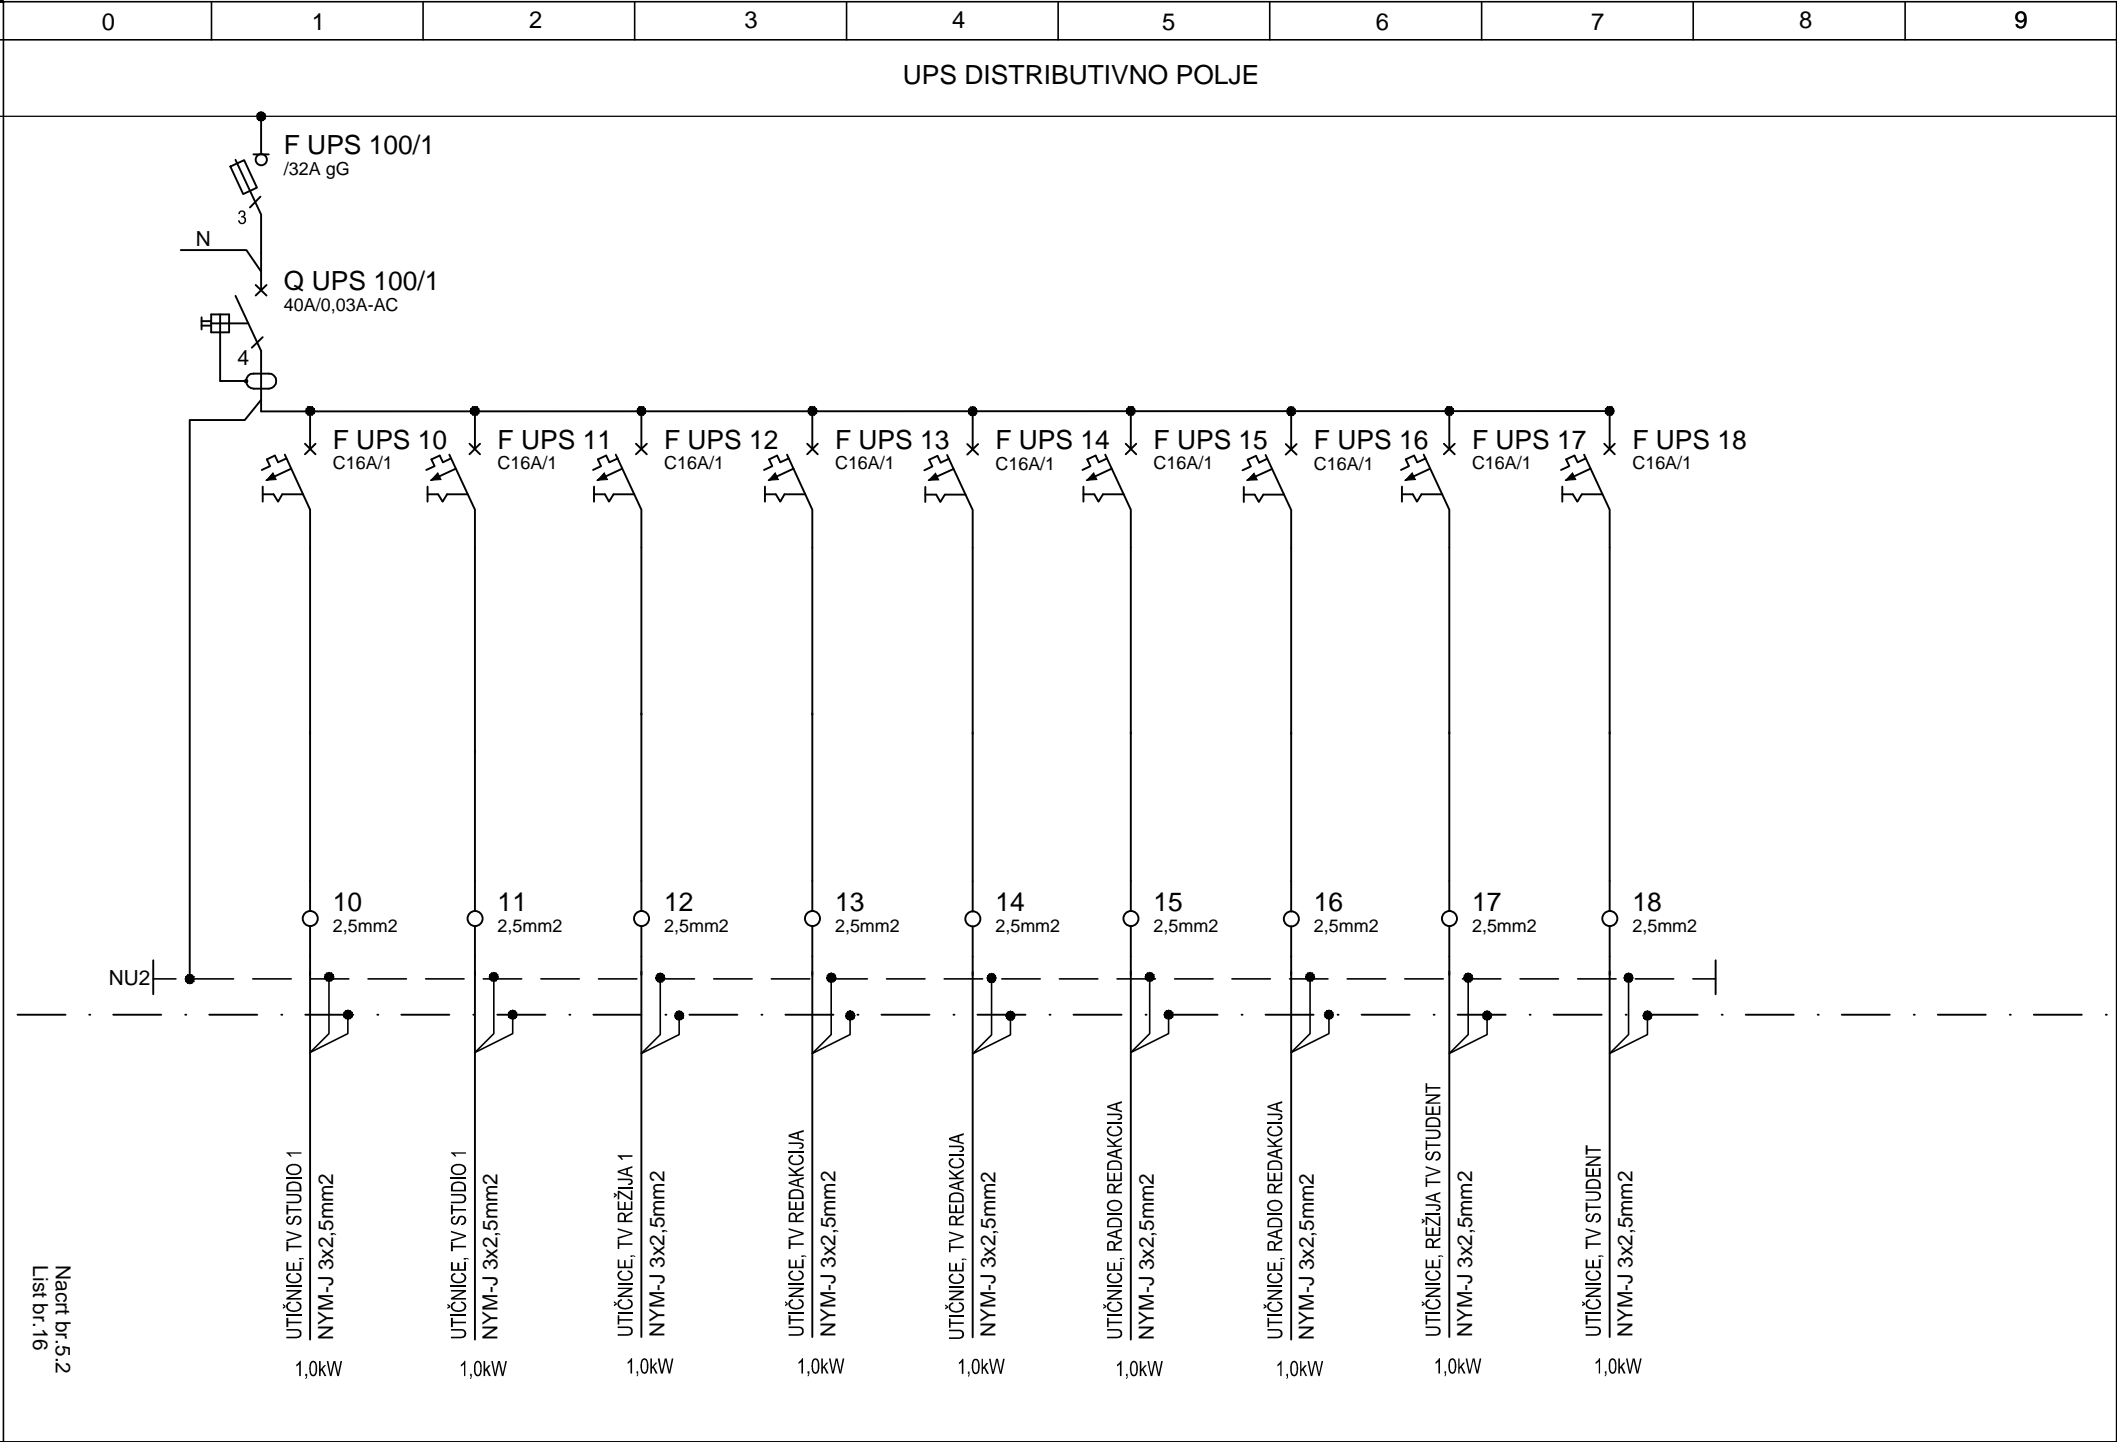 0 1 2 3 4 5 6 7 8 9
UPS DISTRIBUTIVNO POLJE
F UPS 100/1
/32A gG
3
N
Q UPS 100/1
40A/0,03A-AC
4
F UPS 10
C16A/1
F UPS 11
C16A/1
F UPS 12
C16A/1
F UPS 13
C16A/1
F UPS 14
C16A/1
F UPS 15
C16A/1
F UPS 16
C16A/1
F UPS 17
C16A/1
F UPS 18
C16A/1
10
2,5mm2
11
2,5mm2
12
2,5mm2
13
2,5mm2
14
2,5mm2
15
2,5mm2
16
2,5mm2
17
2,5mm2
18
2,5mm2
NU2
UTIČNICE, TV STUDIO 1
NYM-J 3x2,5mm2
1,0kW
UTIČNICE, TV STUDIO 1
NYM-J 3x2,5mm2
1,0kW
UTIČNICE, TV REŽIJA 1
NYM-J 3x2,5mm2
1,0kW
UTIČNICE, TV REDAKCIJA
NYM-J 3x2,5mm2
1,0kW
UTIČNICE, TV REDAKCIJA
NYM-J 3x2,5mm2
1,0kW
UTIČNICE, RADIO REDAKCIJA
NYM-J 3x2,5mm2
1,0kW
UTIČNICE, RADIO REDAKCIJA
NYM-J 3x2,5mm2
1,0kW
UTIČNICE, REŽIJA TV STUDENT
NYM-J 3x2,5mm2
1,0kW
UTIČNICE, TV STUDENT
NYM-J 3x2,5mm2
1,0kW
Nacrt br.5.2
List br.16